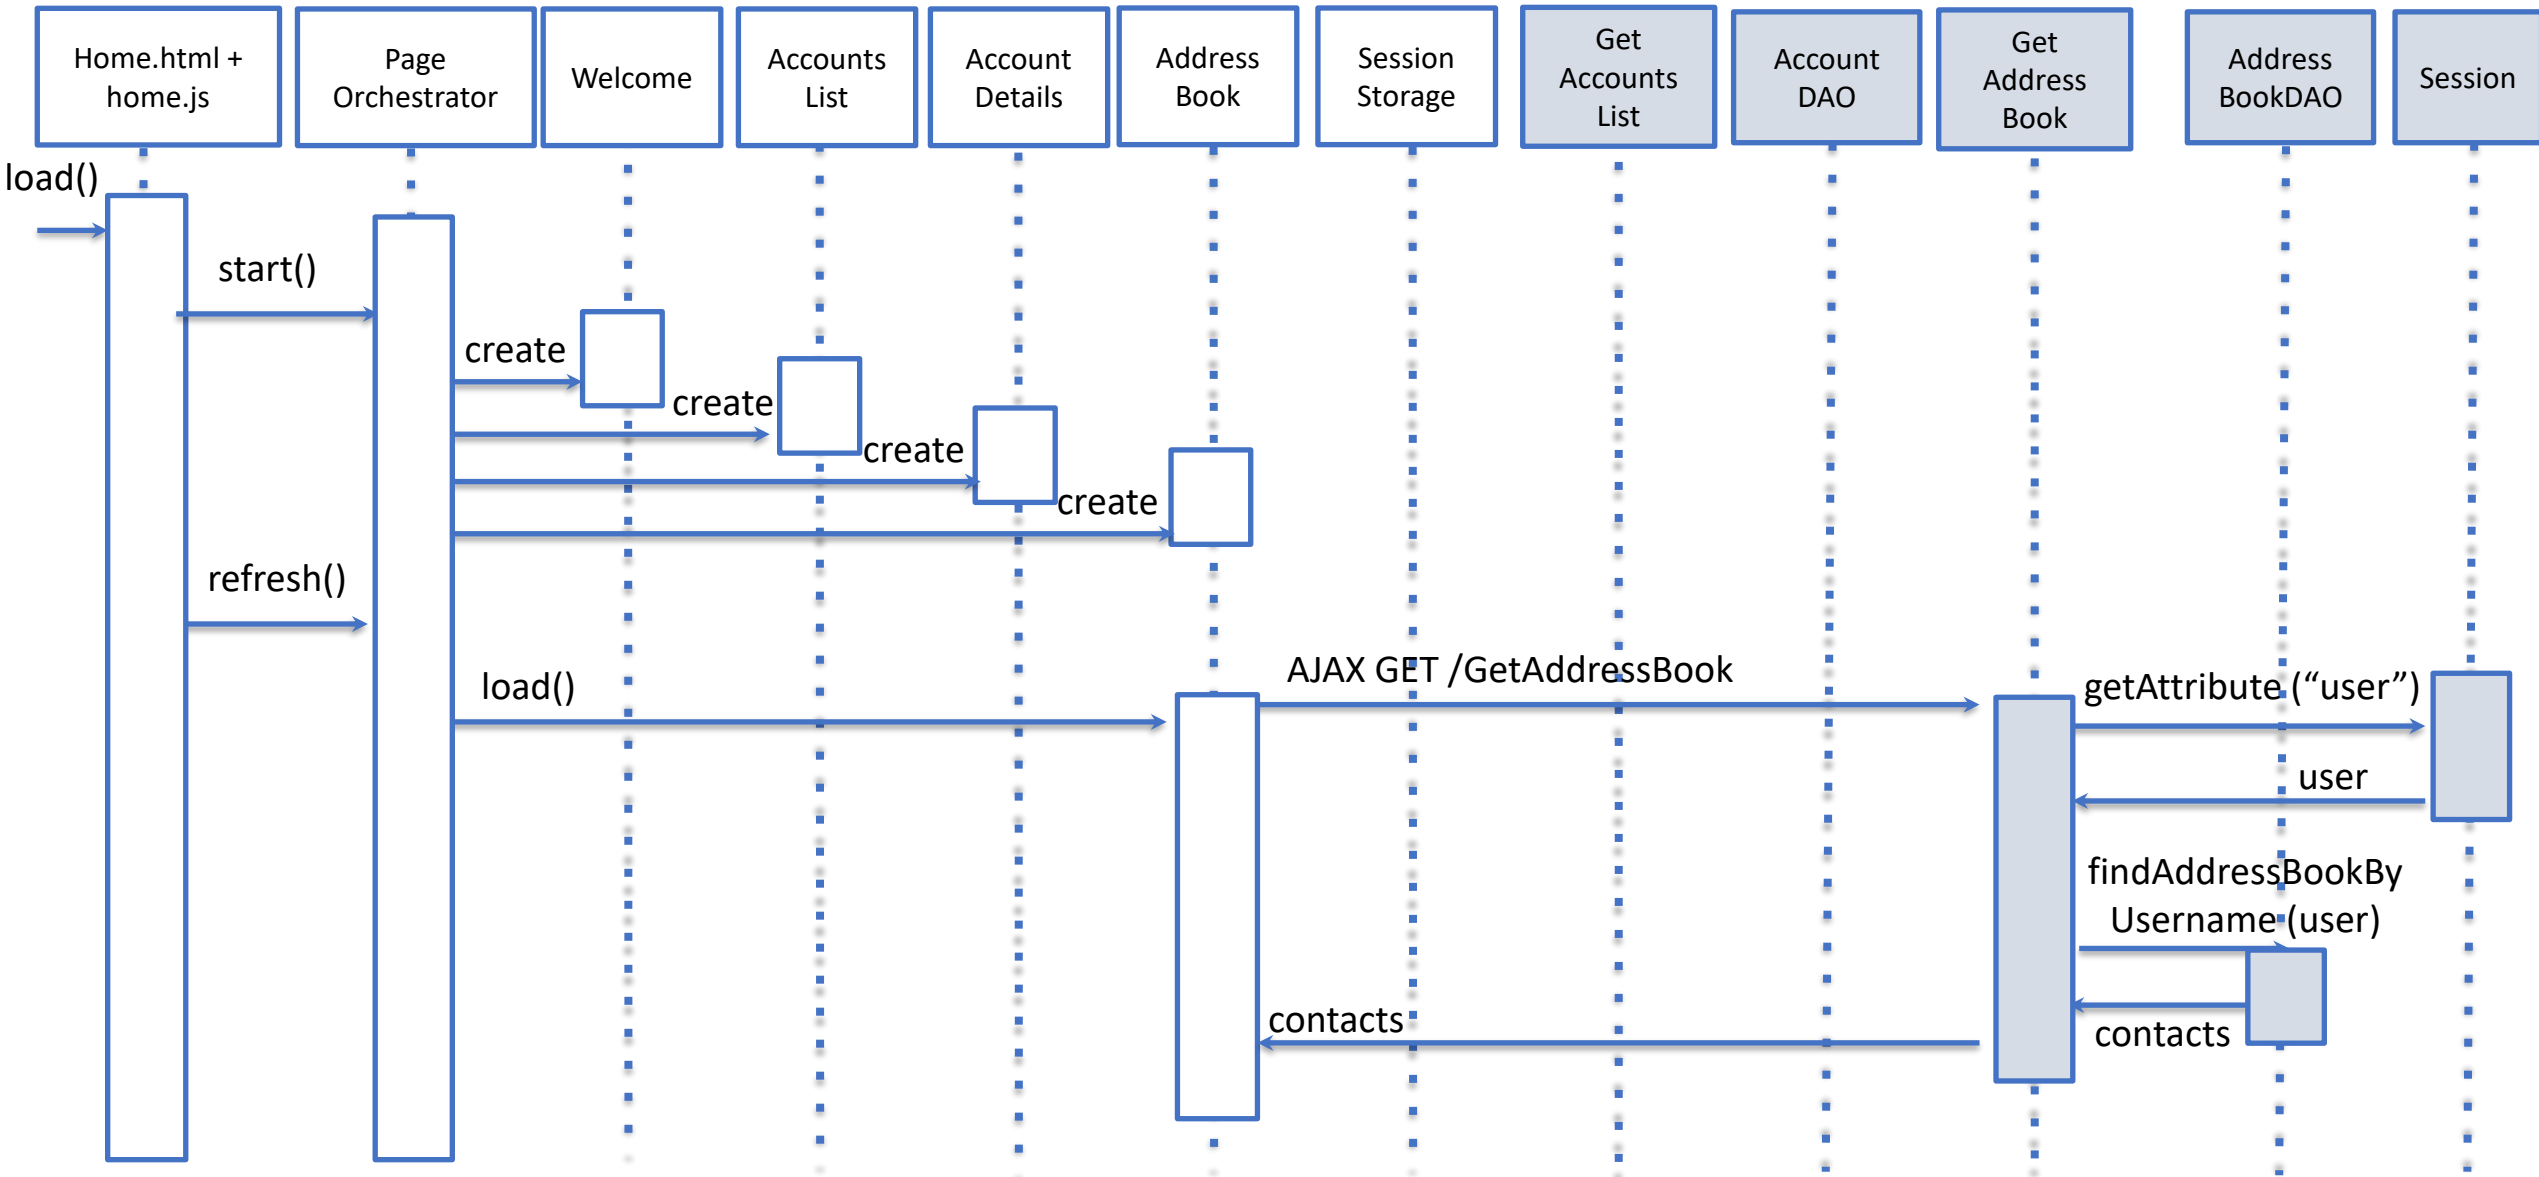 Home.html +
home.js
Page
Orchestrator
Welcome
Accounts
List
Account
Details
Address
Book
Session
Storage
Get
Accounts
List
Account
DAO
Get
Address
Book
Address
BookDAO
Session
load()
start()
create
create
create
create
refresh()
load()
AJAX GET /GetAddressBook
getAttribute (“user”)
user
findAddressBookBy
Username (user)
contacts
contacts